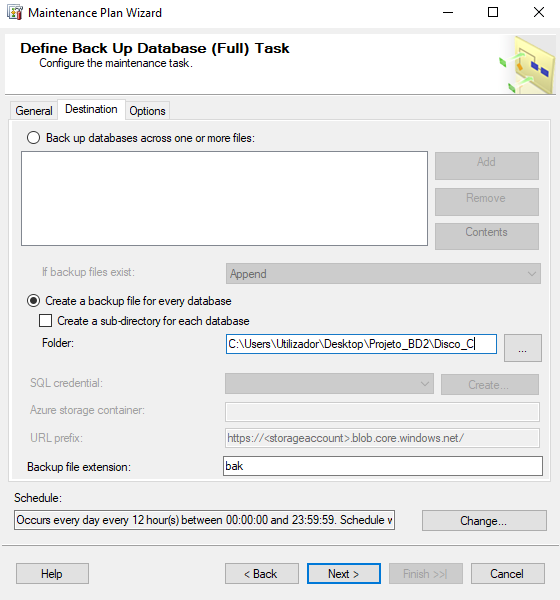 Maintenance Plan Wizard
Define Back Up Database (Full) Task
Configure the maintenance task.
General Destination Options
Back up databases across one or more files:
Add
Remove
Contents
If backup files exist: Append
Create a backup file for every database
Create a sub-directory for each database
Folder: C:\Users\Utilizador\Desktop\Projeto_BD2\Disco_C ...
SQL credential: Create...
Azure storage container:
URL prefix: https://<storageaccount>.blob.core.windows.net/
Backup file extension: bak
Schedule:
Occurs every day every 12 hour(s) between 00:00:00 and 23:59:59. Schedule w Change...
Help < Back Next > Finish >>| Cancel